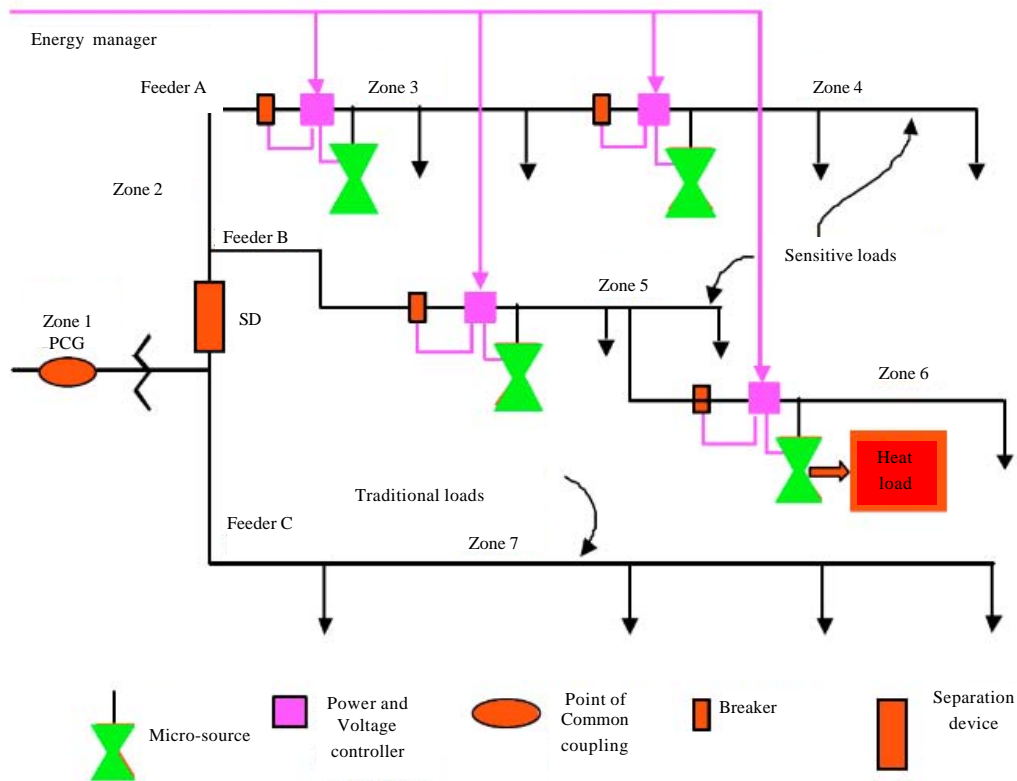 Energy manager
Feeder A
Zone 3
Zone 4
Zone 2
Feeder B
Sensitive loads
Zone 5
SD
Zone 1
PCG
Zone 6
Heat
load
Traditional loads
Feeder C
Zone 7
Micro-source
Power and
Voltage
controller
Point of
Common
coupling
Breaker
Separation
device